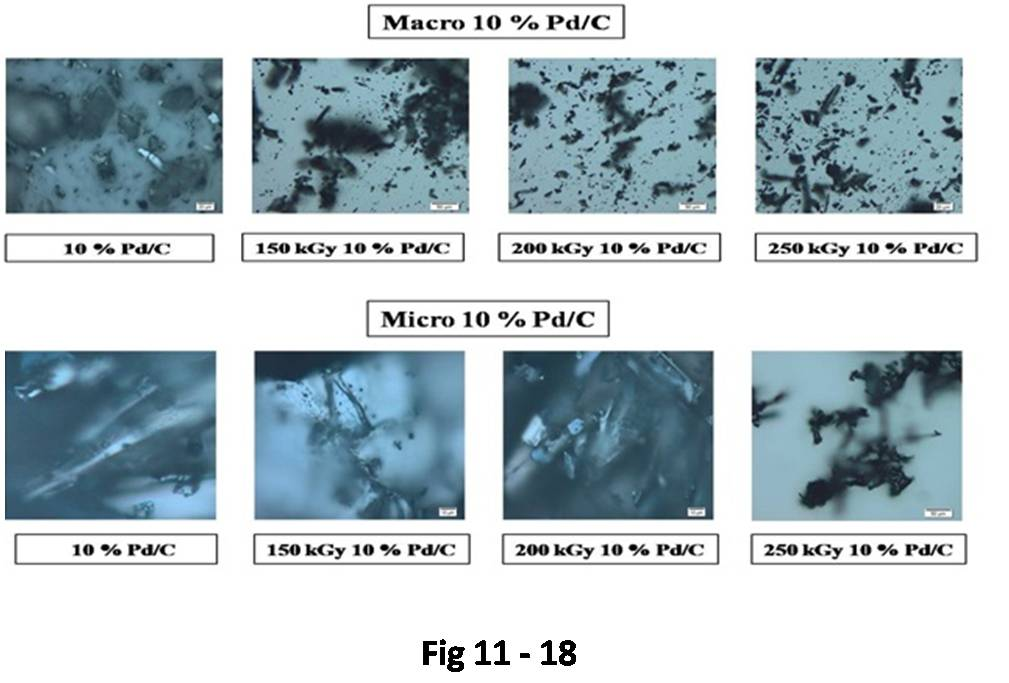 Macro 10 % Pd/C
10 % Pd/C
150 kGy 10 % Pd/C
200 kGy 10 % Pd/C
250 kGy 10 % Pd/C
Micro 10 % Pd/C
10 % Pd/C
150 kGy 10 % Pd/C
200 kGy 10 % Pd/C
250 kGy 10 % Pd/C
Fig 11 - 18